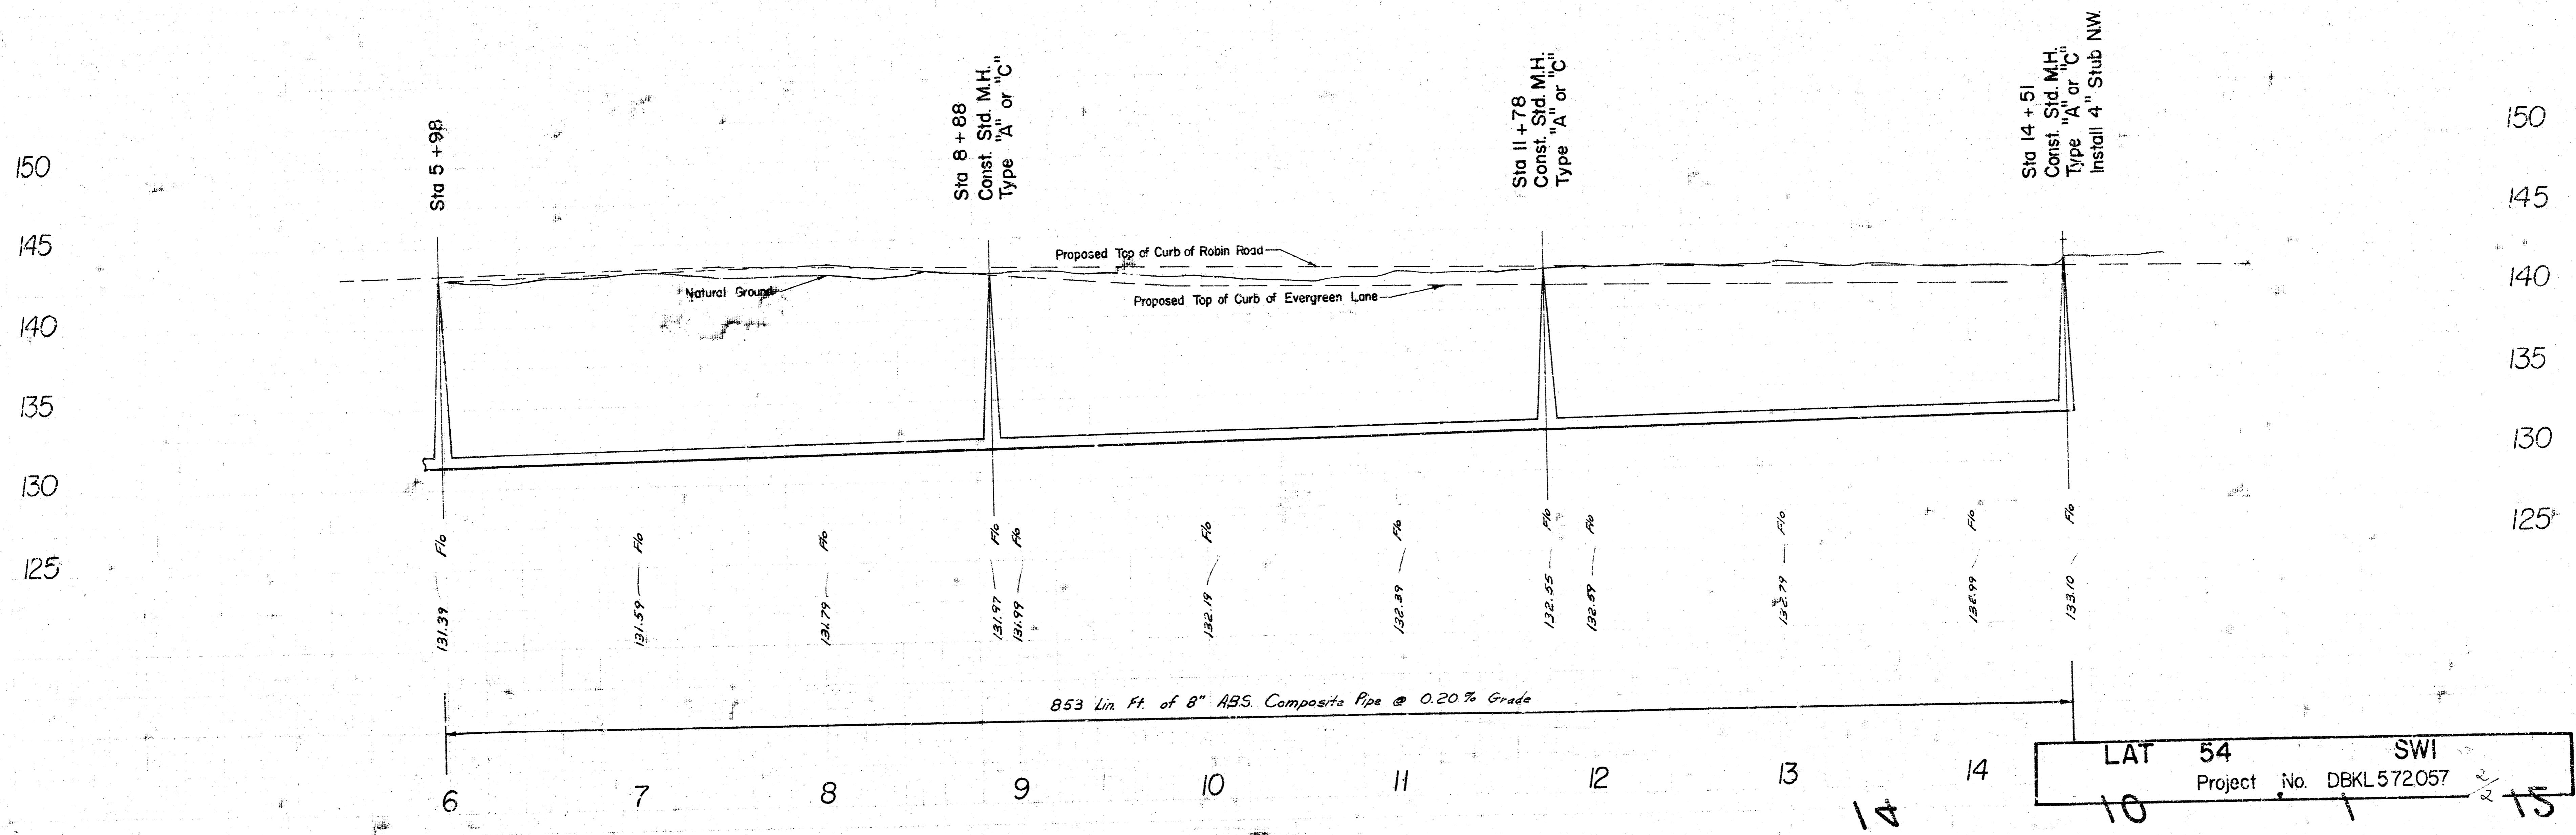 Sta 5 + 98
Sta 8 + 88
Const. Std. M.H.
Type "A" or "C"
Sta 11 + 78
Const. Std. M.H.
Type "A" or "C"
Sta 14 + 51
Const. Std. M.H.
Type "A" or "C"
Install 4" Stub N.W.
150
145
140
135
130
125
150
145
140
135
130
125
Proposed Top of Curb of Robin Road
Natural Ground
Proposed Top of Curb of Evergreen Lane
131.39 Flo
131.59 Flo
131.79 Flo
131.97 Flo
131.99 Flo
132.19 Flo
132.39 Flo
132.55 Flo
132.59 Flo
132.79 Flo
132.99 Flo
133.10 Flo
853 Lin. Ft. of 8" A.B.S. Composite Pipe @ 0.20% Grade
6 7 8 9 10 11 12 13 14
LAT 54 SWI
Project No. DBKL572057 2/2
14 10 1 15